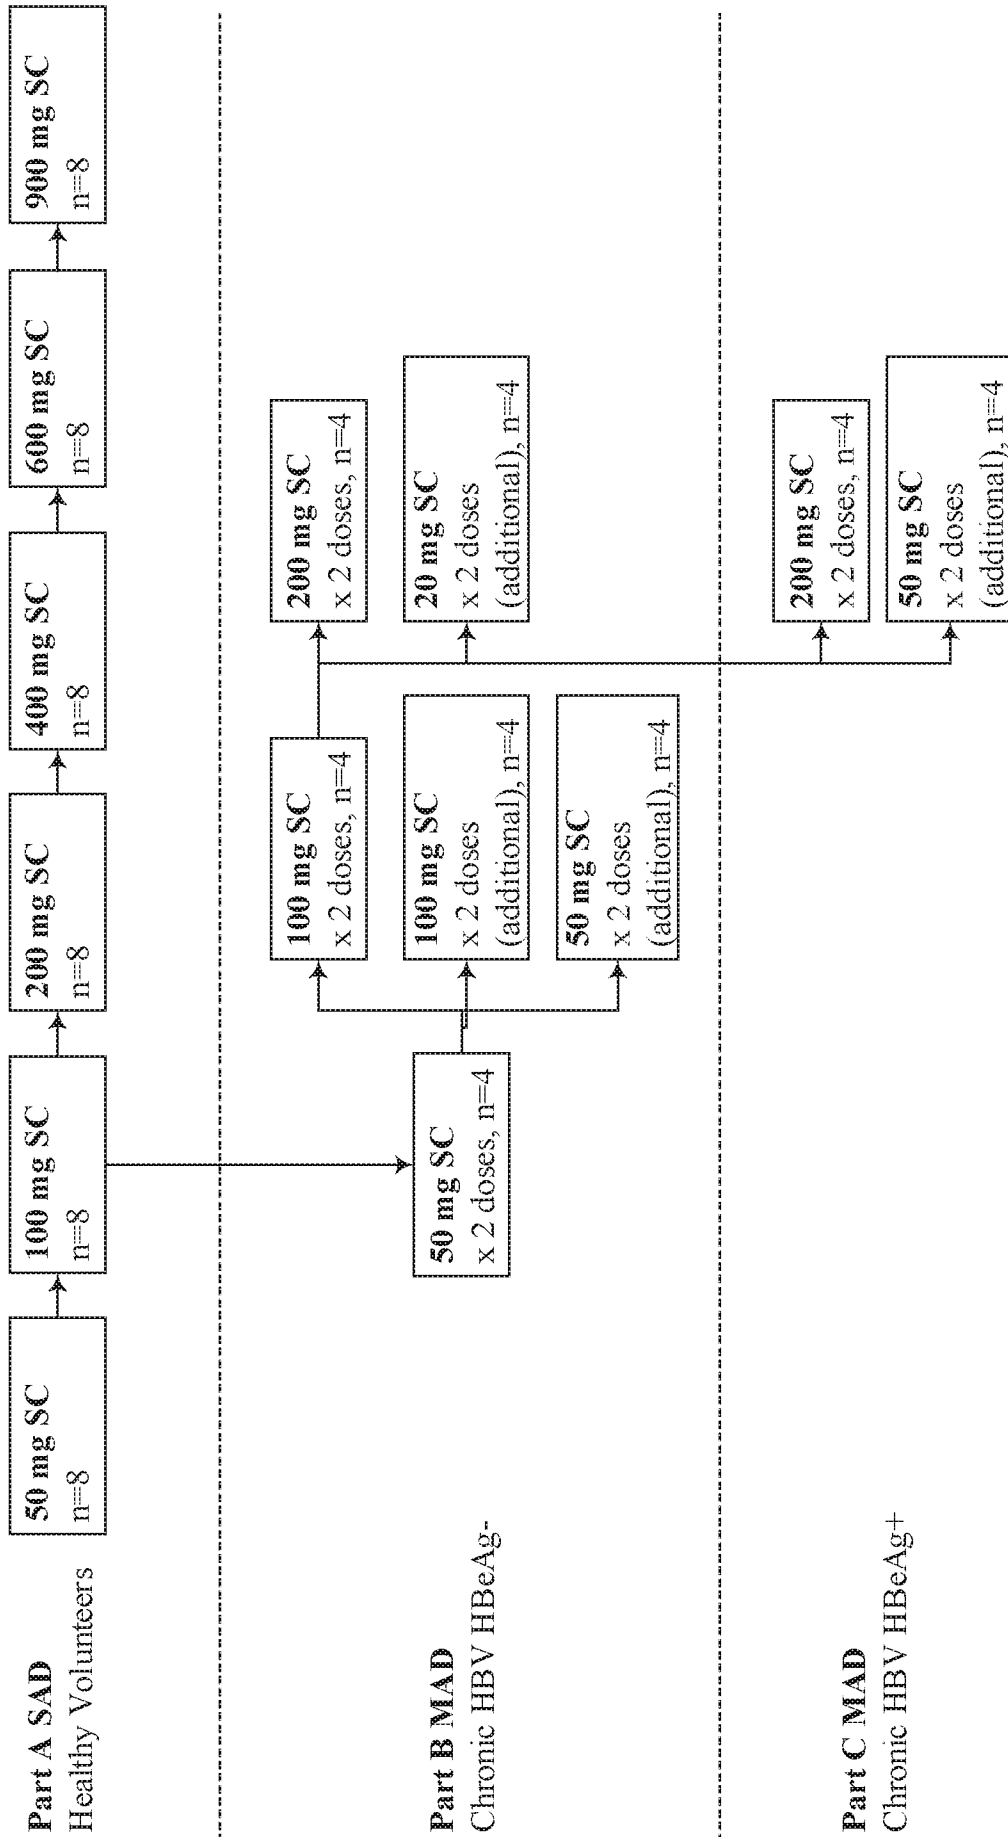 Part A SAD
Healthy Volunteers
50 mg SC
n=8
100 mg SC
n=8
200 mg SC
n=8
400 mg SC
n=8
600 mg SC
n=8
900 mg SC
n=8
Part B MAD
Chronic HBV HBeAg-
50 mg SC
x 2 doses, n=4
100 mg SC
x 2 doses, n=4
100 mg SC
x 2 doses
(additional), n=4
50 mg SC
x 2 doses
(additional), n=4
200 mg SC
x 2 doses, n=4
20 mg SC
x 2 doses
(additional), n=4
Part C MAD
Chronic HBV HBeAg+
200 mg SC
x 2 doses, n=4
50 mg SC
x 2 doses
(additional), n=4